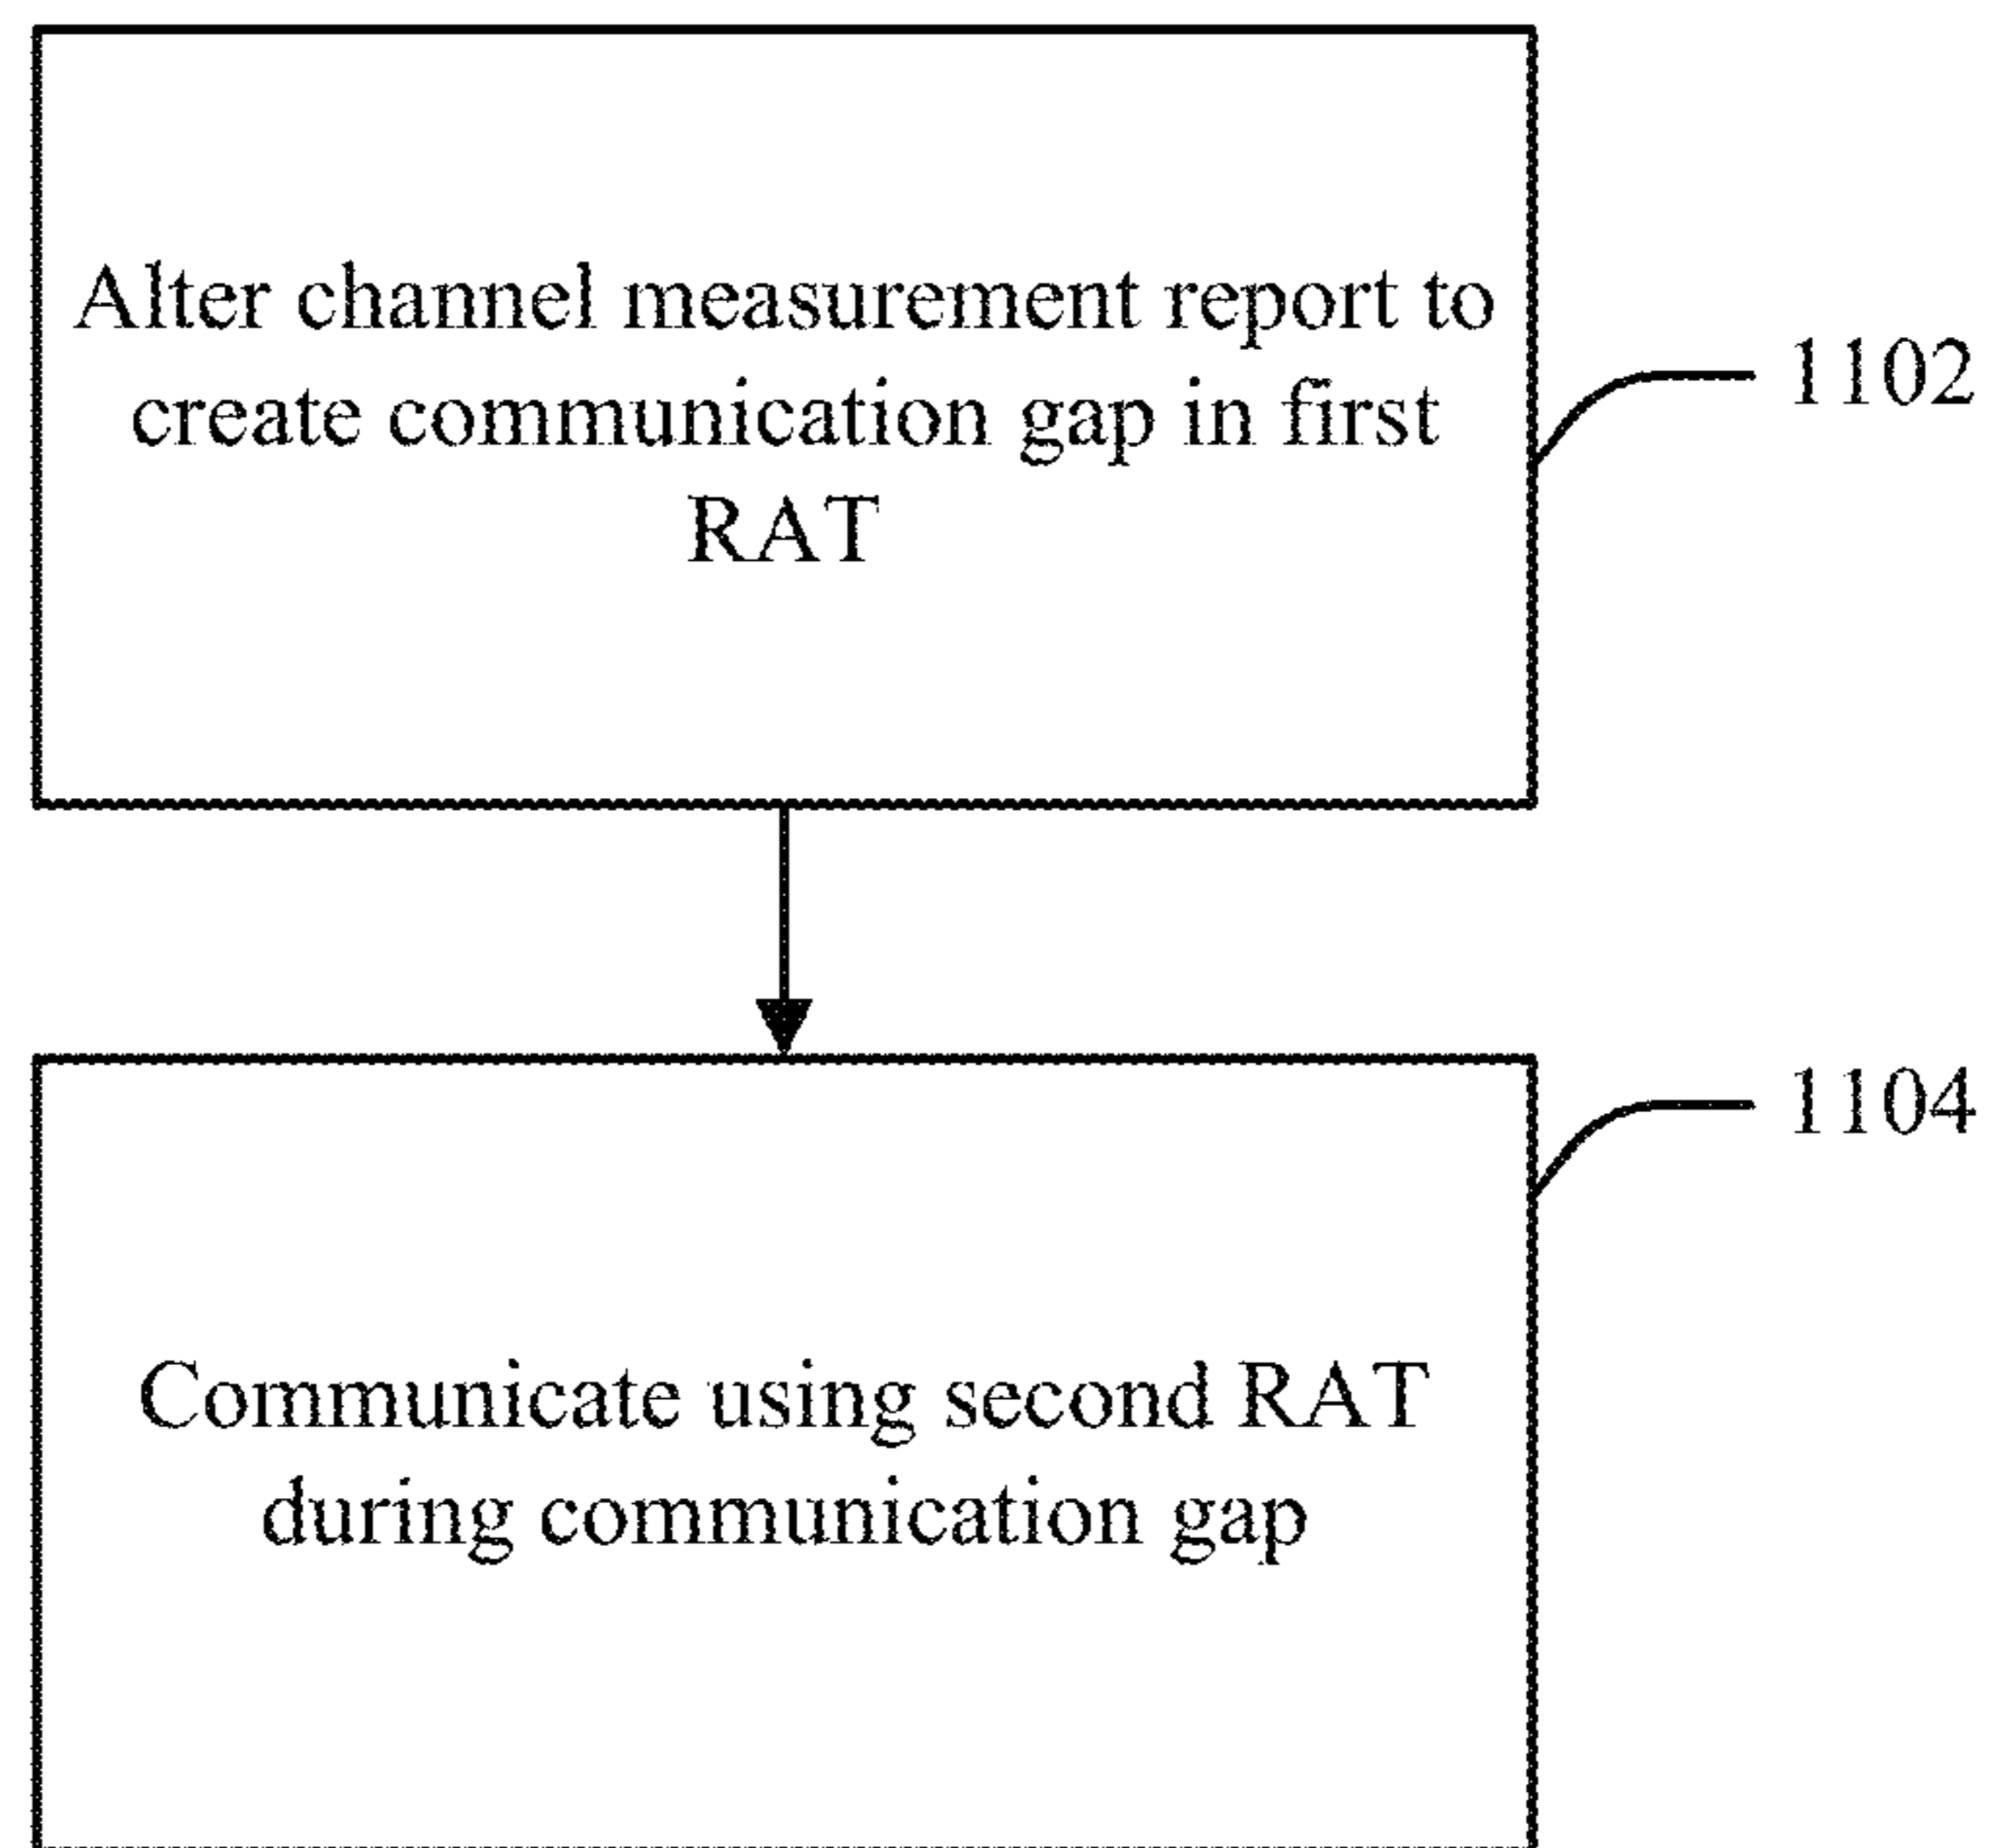 Alter channel measurement report to
create communication gap in first
RAT
1102
1104
Communicate using second RAT
during communication gap